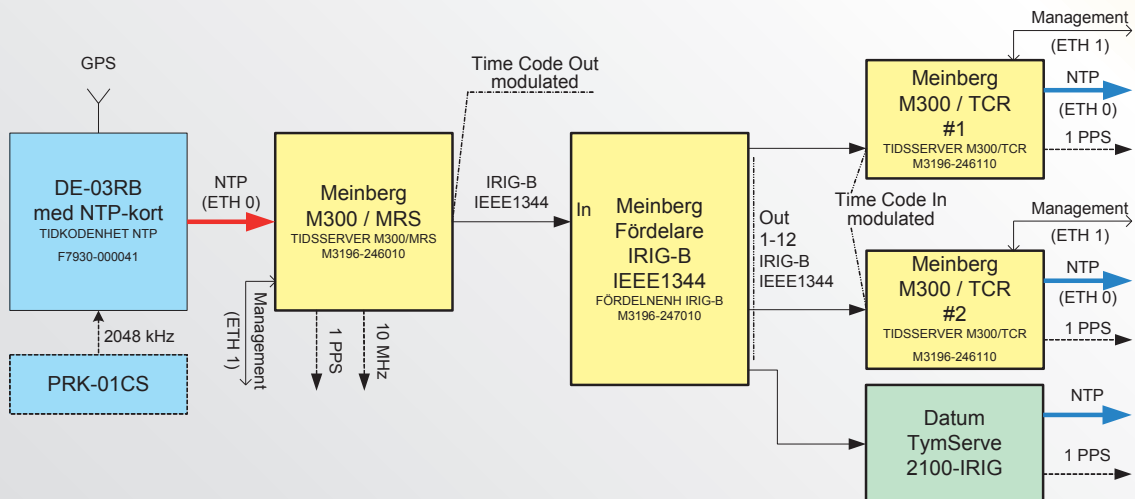 GPS
DE-03RB
med NTP-kort
TIDKODENHET NTP
F7930-000041
2048 kHz
PRK-01CS
NTP
(ETH 0)
Management
(ETH 1)
Meinberg
M300 / MRS
TIDSSERVER M300/MRS
M3196-246010
1 PPS
10 MHz
Time Code Out
modulated
IRIG-B
IEEE1344
In
Meinberg
Fördelare
IRIG-B
IEEE1344
FÖRDELNENH IRIG-B
M3196-247010
Out
1-12
IRIG-B
IEEE1344
Time Code In
modulated
Meinberg
M300 / TCR
#1
TIDSSERVER M300/TCR
M3196-246110
Management
(ETH 1)
NTP
(ETH 0)
1 PPS
Meinberg
M300 / TCR
#2
TIDSSERVER M300/TCR
M3196-246110
Management
(ETH 1)
NTP
(ETH 0)
1 PPS
Datum
TymServe
2100-IRIG
NTP
1 PPS